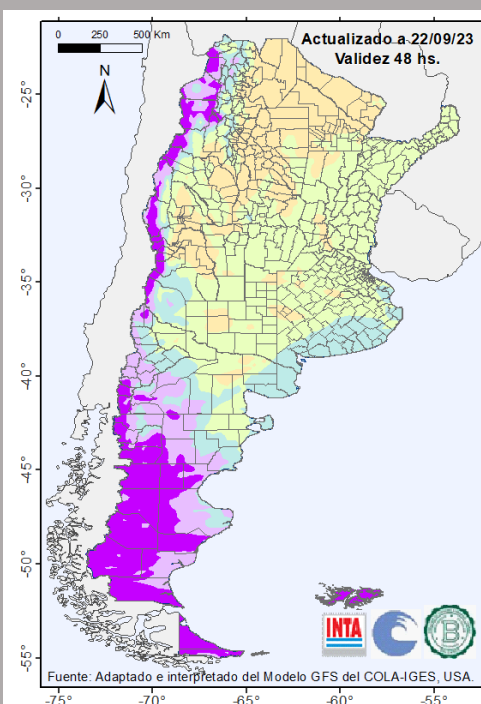 0 250 500 Km
Actualizado a 22/09/23
Validez 48 hs.
N
-25°
-30°
-35°
-40°
-45°
-50°
-55°
INTA
B
Fuente: Adaptado e interpretado del Modelo GFS del COLA-IGES, USA.
-75° -70° -65° -60° -55°